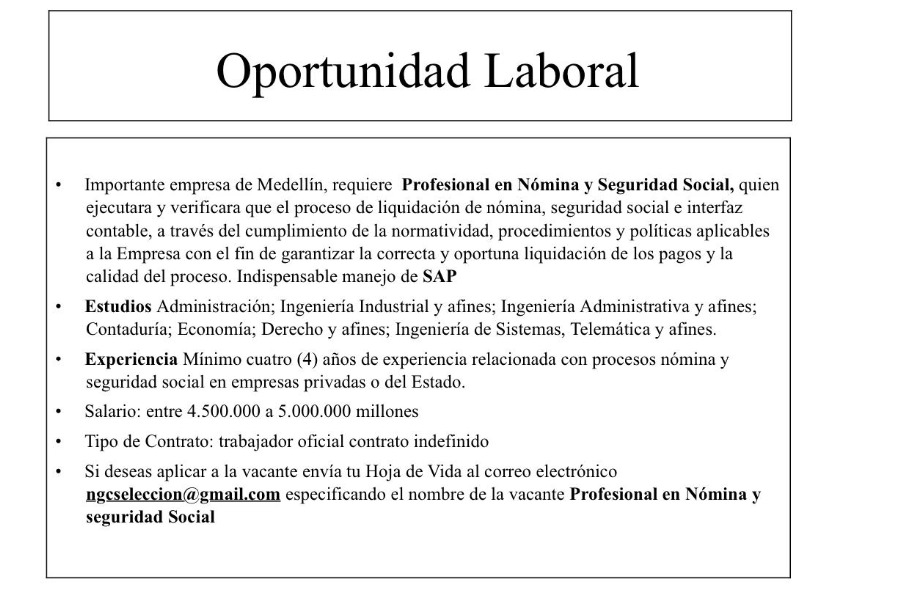 Oportunidad Laboral
• Importante empresa de Medellín, requiere Profesional en Nómina y Seguridad Social, quien
ejecutara y verificara que el proceso de liquidación de nómina, seguridad social e interfaz
contable, a través del cumplimiento de la normatividad, procedimientos y políticas aplicables
a la Empresa con el fin de garantizar la correcta y oportuna liquidación de los pagos y la
calidad del proceso. Indispensable manejo de SAP
• Estudios Administración; Ingeniería Industrial y afines; Ingeniería Administrativa y afines;
Contaduría; Economía; Derecho y afines; Ingeniería de Sistemas, Telemática y afines.
• Experiencia Mínimo cuatro (4) años de experiencia relacionada con procesos nómina y
seguridad social en empresas privadas o del Estado.
• Salario: entre 4.500.000 a 5.000.000 millones
• Tipo de Contrato: trabajador oficial contrato indefinido
• Si deseas aplicar a la vacante envía tu Hoja de Vida al correo electrónico
ngcseleccion@gmail.com especificando el nombre de la vacante Profesional en Nómina y
seguridad Social